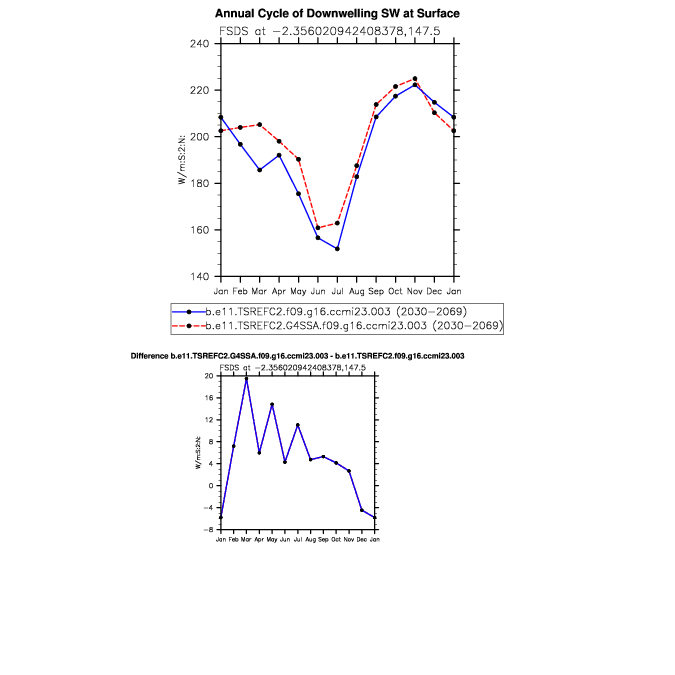 Annual Cycle of Downwelling SW at Surface
FSDS at −2.356020942408378,147.5
240
220
200
180
160
140
W/m:S:2:N:
Jan Feb Mar Apr May Jun Jul Aug Sep Oct Nov Dec Jan
b.e11.TSREFC2.f09.g16.ccmi23.003 (2030−2069)
b.e11.TSREFC2.G4SSA.f09.g16.ccmi23.003 (2030−2069)
Difference b.e11.TSREFC2.G4SSA.f09.g16.ccmi23.003 - b.e11.TSREFC2.f09.g16.ccmi23.003
FSDS at −2.356020942408378,147.5
20
16
12
8
4
0
−4
−8
W/m:S:2:N:
Jan Feb Mar Apr May Jun Jul Aug Sep Oct Nov Dec Jan